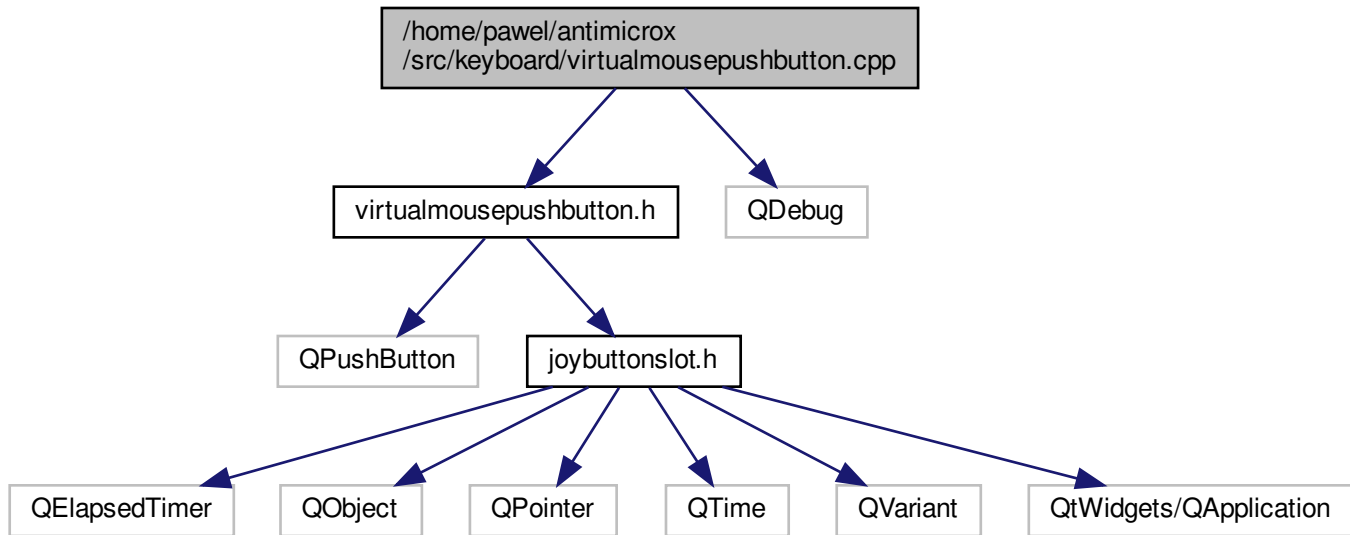 /home/pawel/antimicrox
/src/keyboard/virtualmousepushbutton.cpp
virtualmousepushbutton.h
QDebug
QPushButton
joybuttonslot.h
QElapsedTimer
QObject
QPointer
QTime
QVariant
QtWidgets/QApplication